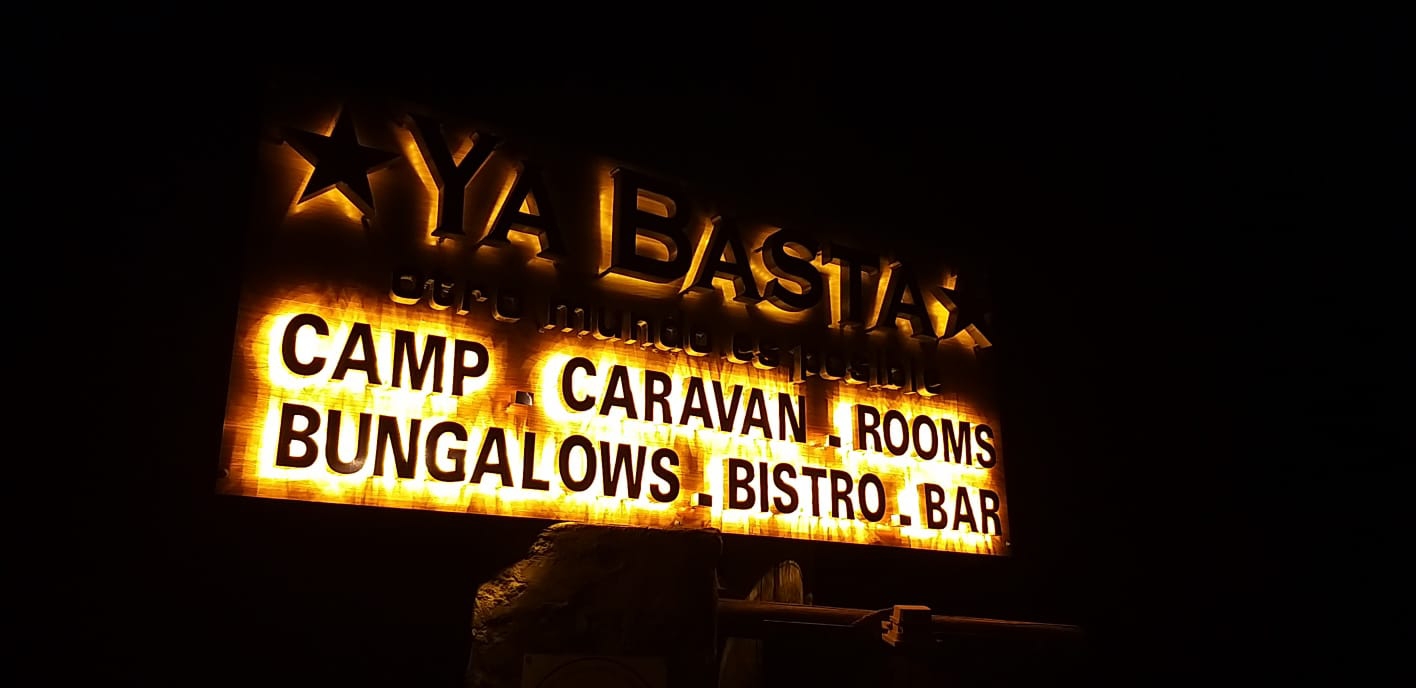 YA BASTA
otro mundo es posible
CAMP . CARAVAN . ROOMS
BUNGALOWS . BISTRO . BAR